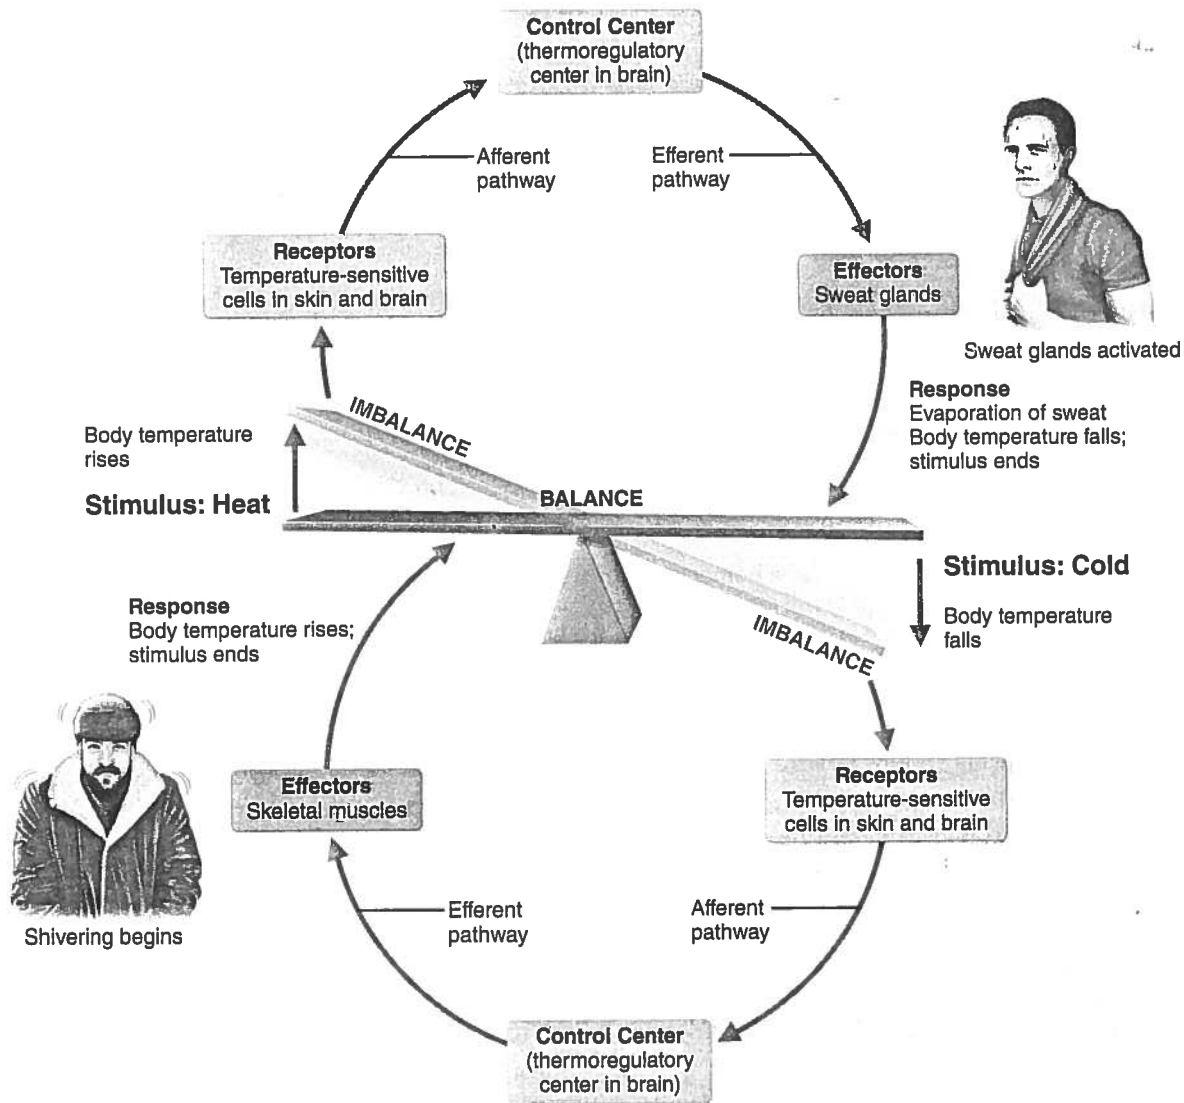 Control Center
(thermoregulatory
center in brain)
Afferent
pathway
Efferent
pathway
Receptors
Temperature-sensitive
cells in skin and brain
Effectors
Sweat glands
Sweat glands activated
Response
Evaporation of sweat
Body temperature falls;
stimulus ends
IMBALANCE
Body temperature
rises
Stimulus: Heat
BALANCE
Stimulus: Cold
Body temperature
falls
IMBALANCE
Response
Body temperature rises;
stimulus ends
Effectors
Skeletal muscles
Receptors
Temperature-sensitive
cells in skin and brain
Shivering begins
Efferent
pathway
Afferent
pathway
Control Center
(thermoregulatory
center in brain)